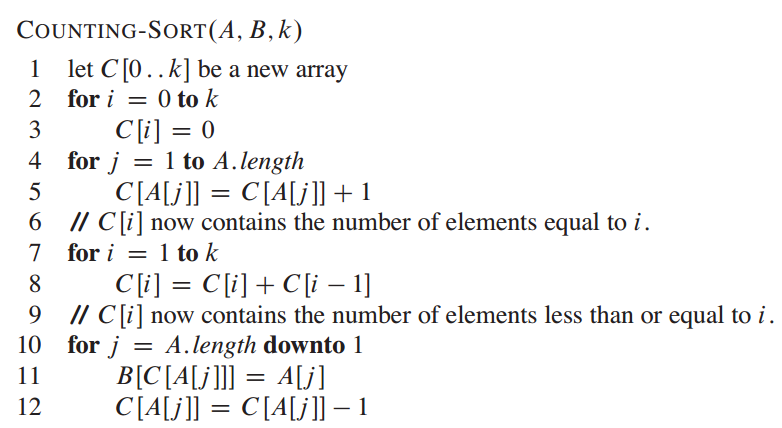 COUNTING-SORT(A, B, k)
1 let C[0..k] be a new array
2 for i = 0 to k
3 C[i] = 0
4 for j = 1 to A.length
5 C[A[j]] = C[A[j]] + 1
6 // C[i] now contains the number of elements equal to i.
7 for i = 1 to k
8 C[i] = C[i] + C[i − 1]
9 // C[i] now contains the number of elements less than or equal to i.
10 for j = A.length downto 1
11 B[C[A[j]]] = A[j]
12 C[A[j]] = C[A[j]] − 1